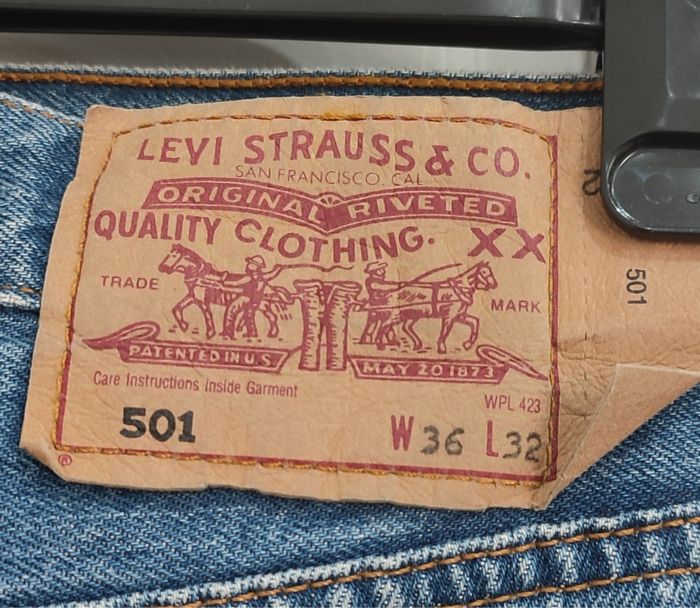 LEVI STRAUSS & CO.
SAN FRANCISCO. CAL
ORIGINAL RIVETED
QUALITY CLOTHING. XX
TRADE MARK
PATENTED IN U.S. MAY 20 1873
Care Instructions Inside Garment
WPL 423
501
W 36 L 32
®
501